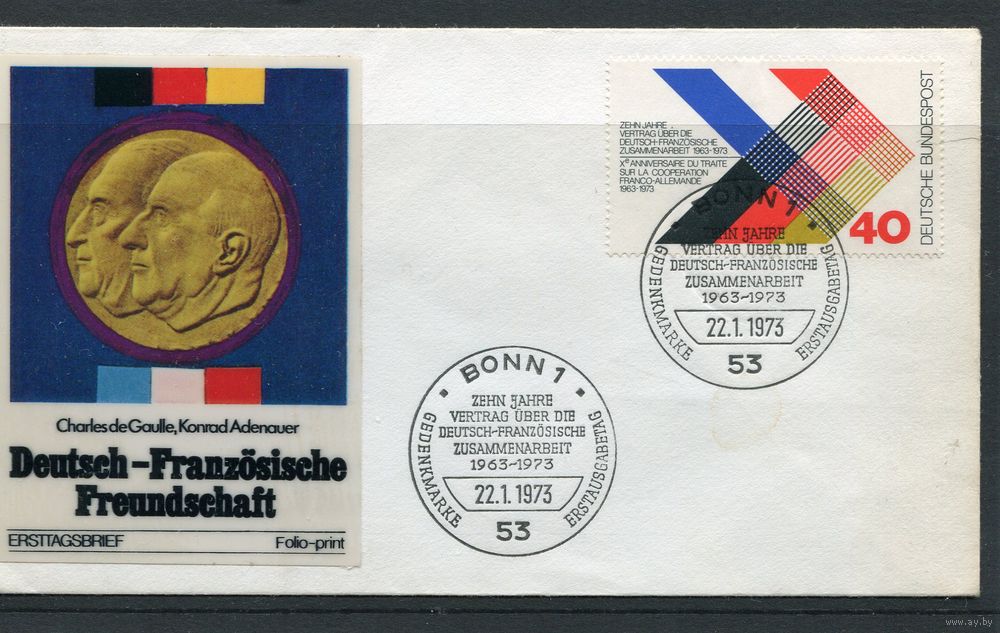 Charles de Gaulle, Konrad Adenauer
Deutsch-Französische
Freundschaft
ERSTTAGSBRIEF Folio-print
ZEHN JAHRE
VERTRAG ÜBER DIE
DEUTSCH-FRANZÖSISCHE
ZUSAMMENARBEIT 1963-1973
Xe ANNIVERSAIRE DU TRAITE
SUR LA COOPERATION
FRANCO-ALLEMANDE
1963-1973
40
DEUTSCHE BUNDESPOST
BONN 1
ZEHN JAHRE
VERTRAG ÜBER DIE
DEUTSCH-FRANZÖSISCHE
ZUSAMMENARBEIT
1963-1973
22.1.1973
GEDENKMARKE
53
ERSTAUSGABETAG
BONN 1
ZEHN JAHRE
VERTRAG ÜBER DIE
DEUTSCH-FRANZÖSISCHE
ZUSAMMENARBEIT
1963-1973
22.1.1973
GEDENKMARKE
53
ERSTAUSGABETAG
www.ay.by